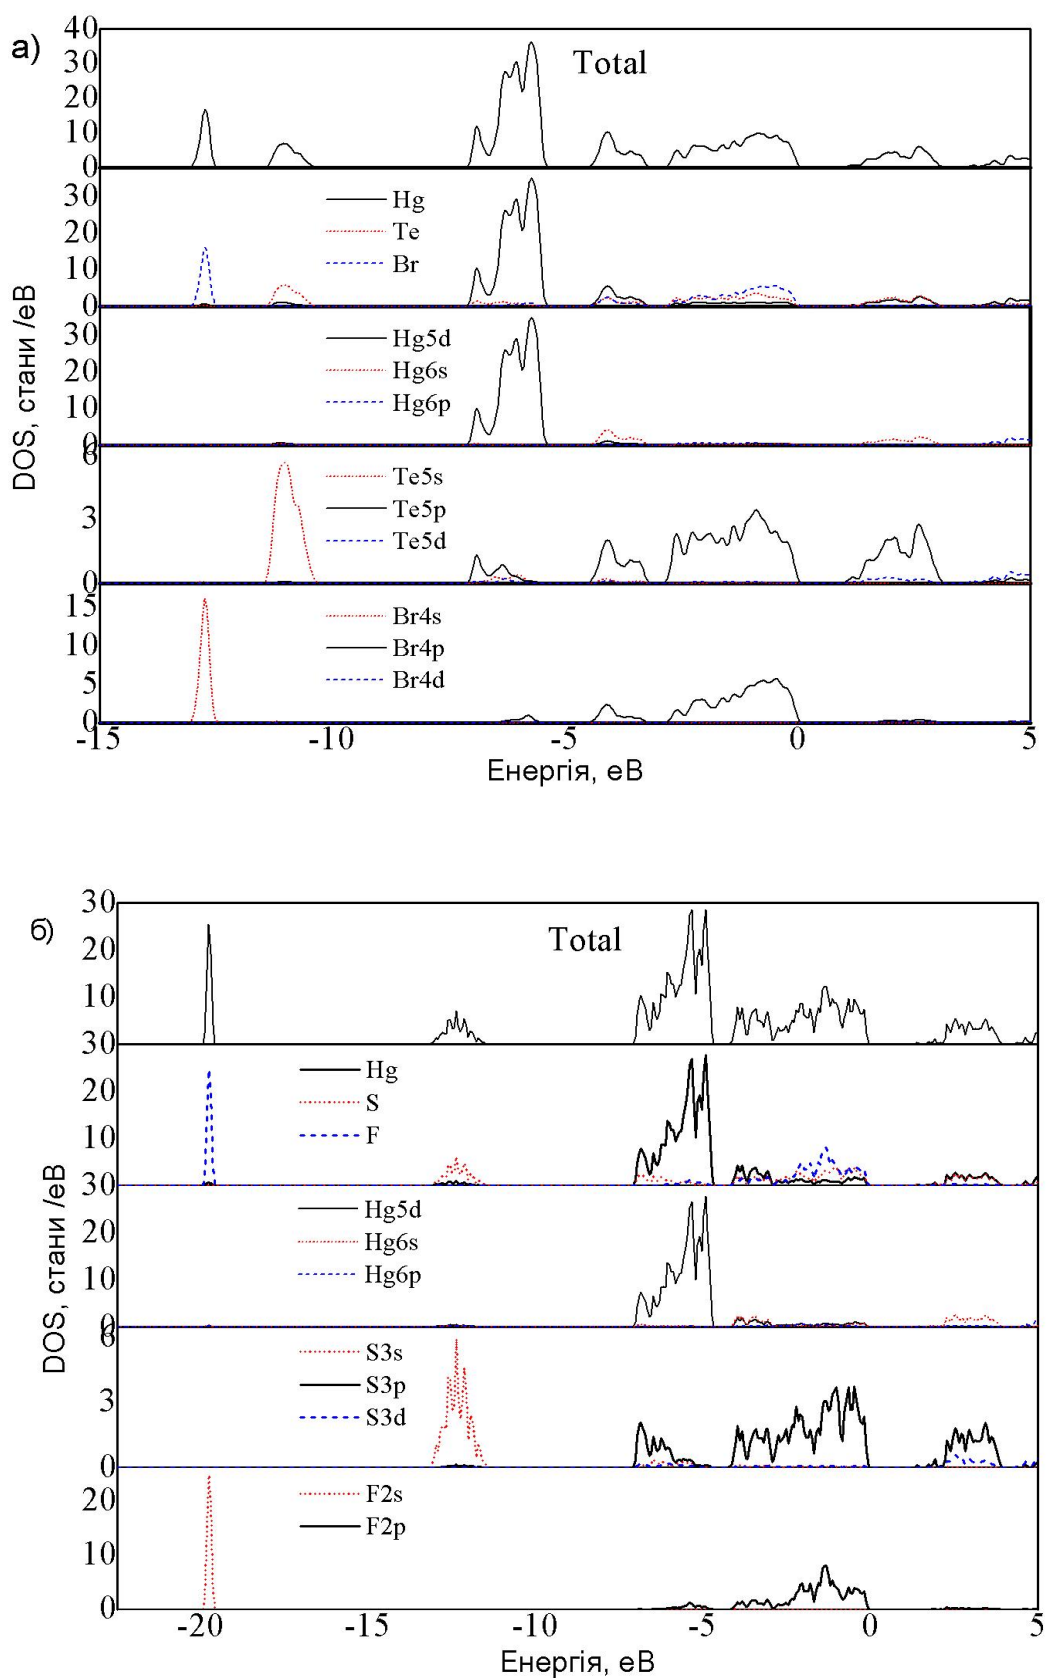 а)
Total
40
30
20
10
0
Hg
Te
Br
30
20
10
0
Hg5d
Hg6s
Hg6p
30
20
10
0
Te5s
Te5p
Te5d
6
3
0
Br4s
Br4p
Br4d
15
10
5
0
-15 -10 -5 0 5
Енергія, еВ
DOS, стани /еВ
б)
Total
30
20
10
30
Hg
S
F
20
10
30
Hg5d
Hg6s
Hg6p
20
10
0
S3s
S3p
S3d
6
3
0
F2s
F2p
20
10
0
-20 -15 -10 -5 0 5
Енергія, еВ
DOS, стани /еВ